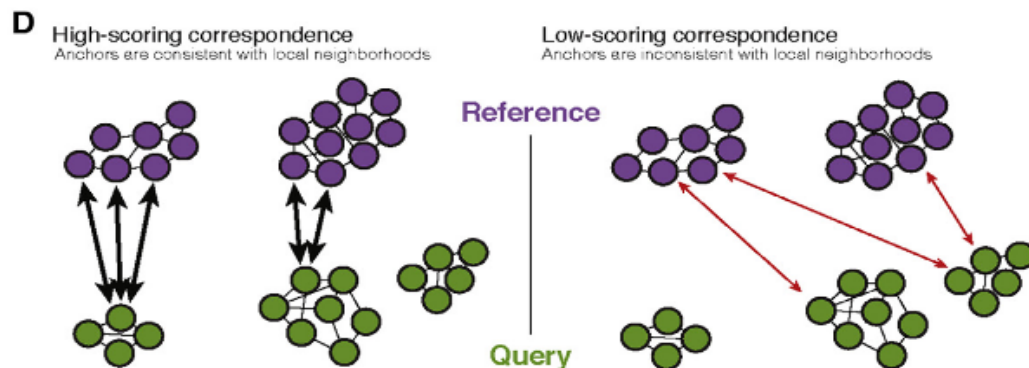 D
High-scoring correspondence
Anchors are consistent with local neighborhoods
Low-scoring correspondence
Anchors are inconsistent with local neighborhoods
Reference
Query